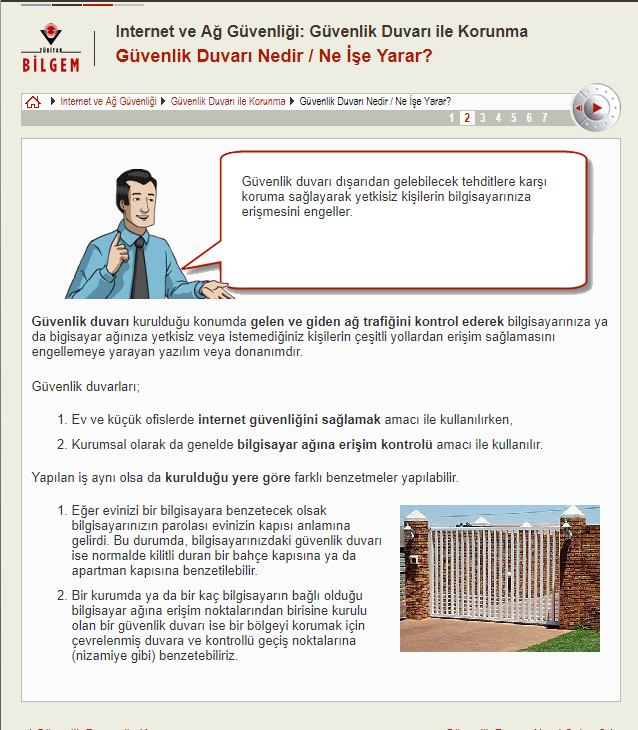 Internet ve Ağ Güvenliği: Güvenlik Duvarı ile Korunma
Güvenlik Duvarı Nedir / Ne İşe Yarar?
TÜBİTAK
BİLGEM
Internet ve Ağ Güvenliği Güvenlik Duvarı ile Korunma Güvenlik Duvarı Nedir / Ne İşe Yarar?
1 2 3 4 5 6 7
Güvenlik duvarı dışarıdan gelebilecek tehditlere karşı
koruma sağlayarak yetkisiz kişilerin bilgisayarınıza
erişmesini engeller.
Güvenlik duvarı kurulduğu konumda gelen ve giden ağ trafiğini kontrol ederek bilgisayarınıza ya
da bigisayar ağınıza yetkisiz veya istemediğiniz kişilerin çeşitli yollardan erişim sağlamasını
engellemeye yarayan yazılım veya donanımdır.
Güvenlik duvarları;
1. Ev ve küçük ofislerde internet güvenliğini sağlamak amacı ile kullanılırken,
2. Kurumsal olarak da genelde bilgisayar ağına erişim kontrolü amacı ile kullanılır.
Yapılan iş aynı olsa da kurulduğu yere göre farklı benzetmeler yapılabilir.
1. Eğer evinizi bir bilgisayara benzetecek olsak
bilgisayarınızın parolası evinizin kapısı anlamına
gelirdi. Bu durumda, bilgisayarınızdaki güvenlik duvarı
ise normalde kilitli duran bir bahçe kapısına ya da
apartman kapısına benzetilebilir.
2. Bir kurumda ya da bir kaç bilgisayarın bağlı olduğu
bilgisayar ağına erişim noktalarından birisine kurulu
olan bir güvenlik duvarı ise bir bölgeyi korumak için
çevrelenmiş duvara ve kontrollü geçiş noktalarına
(nizamiye gibi) benzetebiliriz.